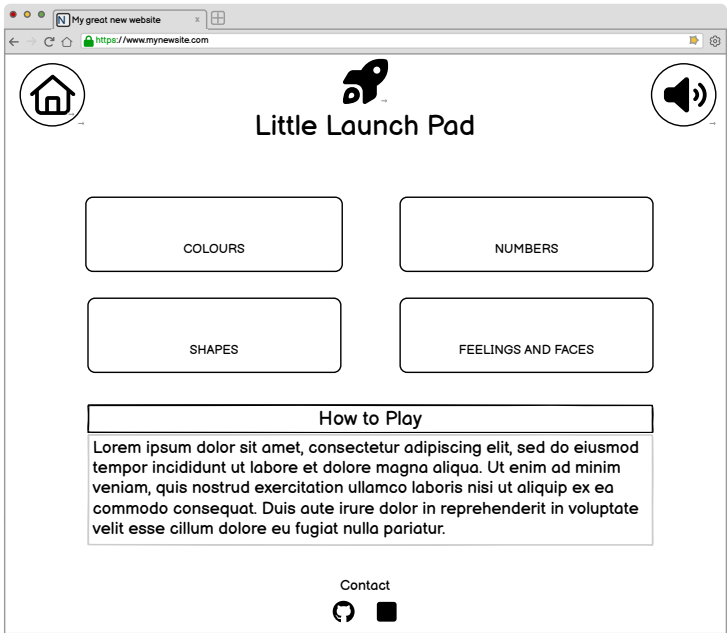 N My great new website x
https://www.mynewsite.com
Little Launch Pad
COLOURS
NUMBERS
SHAPES
FEELINGS AND FACES
How to Play
Lorem ipsum dolor sit amet, consectetur adipiscing elit, sed do eiusmod
tempor incididunt ut labore et dolore magna aliqua. Ut enim ad minim
veniam, quis nostrud exercitation ullamco laboris nisi ut aliquip ex ea
commodo consequat. Duis aute irure dolor in reprehenderit in voluptate
velit esse cillum dolore eu fugiat nulla pariatur.
Contact